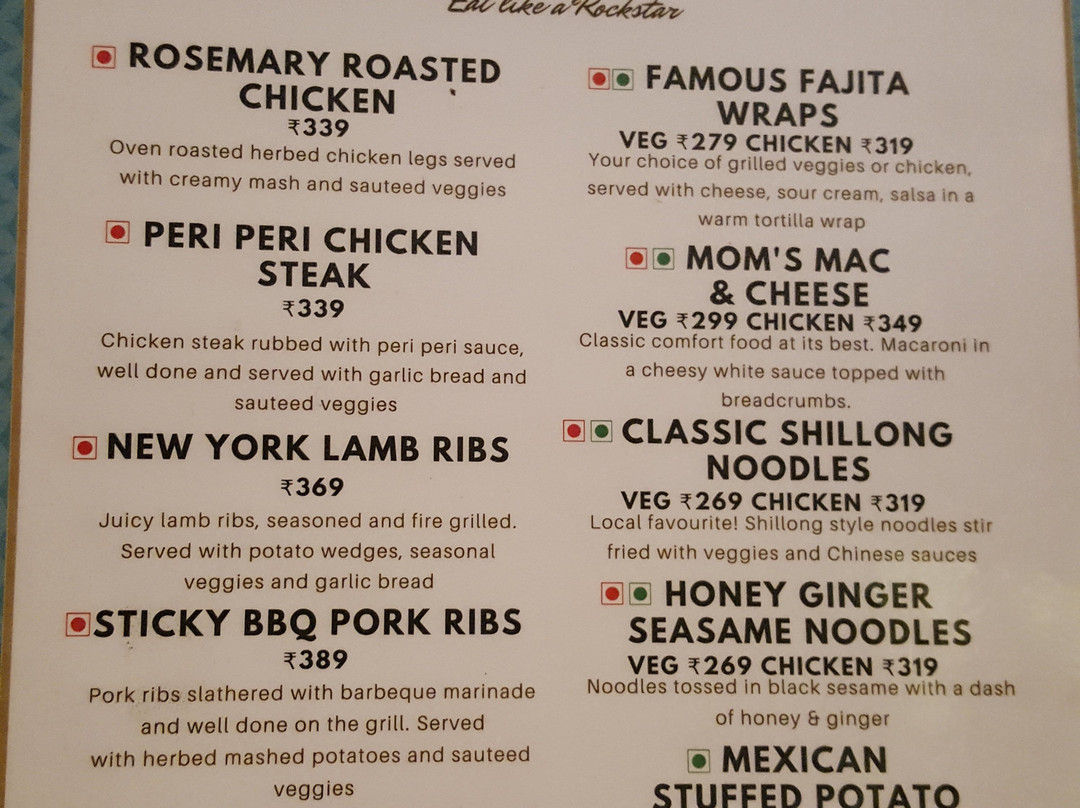 Eat like a Rockstar
ROSEMARY ROASTED
CHICKEN
₹339
Oven roasted herbed chicken legs served
with creamy mash and sauteed veggies
PERI PERI CHICKEN
STEAK
₹339
Chicken steak rubbed with peri peri sauce,
well done and served with garlic bread and
sauteed veggies
NEW YORK LAMB RIBS
₹369
Juicy lamb ribs, seasoned and fire grilled.
Served with potato wedges, seasonal
veggies and garlic bread
STICKY BBQ PORK RIBS
₹389
Pork ribs slathered with barbeque marinade
and well done on the grill. Served
with herbed mashed potatoes and sauteed
veggies
FAMOUS FAJITA
WRAPS
VEG ₹279 CHICKEN ₹319
Your choice of grilled veggies or chicken,
served with cheese, sour cream, salsa in a
warm tortilla wrap
MOM'S MAC
& CHEESE
VEG ₹299 CHICKEN ₹349
Classic comfort food at its best. Macaroni in
a cheesy white sauce topped with
breadcrumbs.
CLASSIC SHILLONG
NOODLES
VEG ₹269 CHICKEN ₹319
Local favourite! Shillong style noodles stir
fried with veggies and Chinese sauces
HONEY GINGER
SEASAME NOODLES
VEG ₹269 CHICKEN ₹319
Noodles tossed in black sesame with a dash
of honey & ginger
MEXICAN
STUFFED POTATO